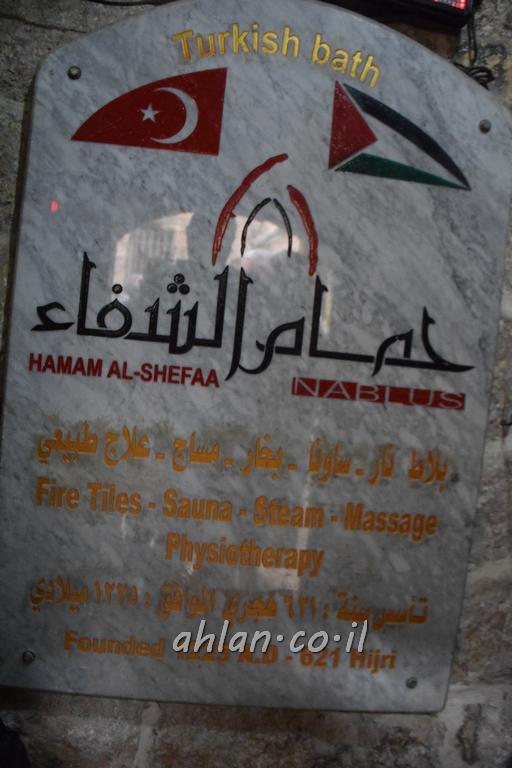 Turkish bath
حمام الشفاء
HAMAM AL-SHEFAA
NABLUS
بلاط نار - ساونا - بخار - مساج - علاج طبيعي
Fire Tiles - Sauna - Steam - Massage
Physiotherapy
تأسس سنة : ٦٢١ هجري الموافق : ١٢٢٥ ميلادي
Founded A.D - 621 Hijri
ahlan.co.il